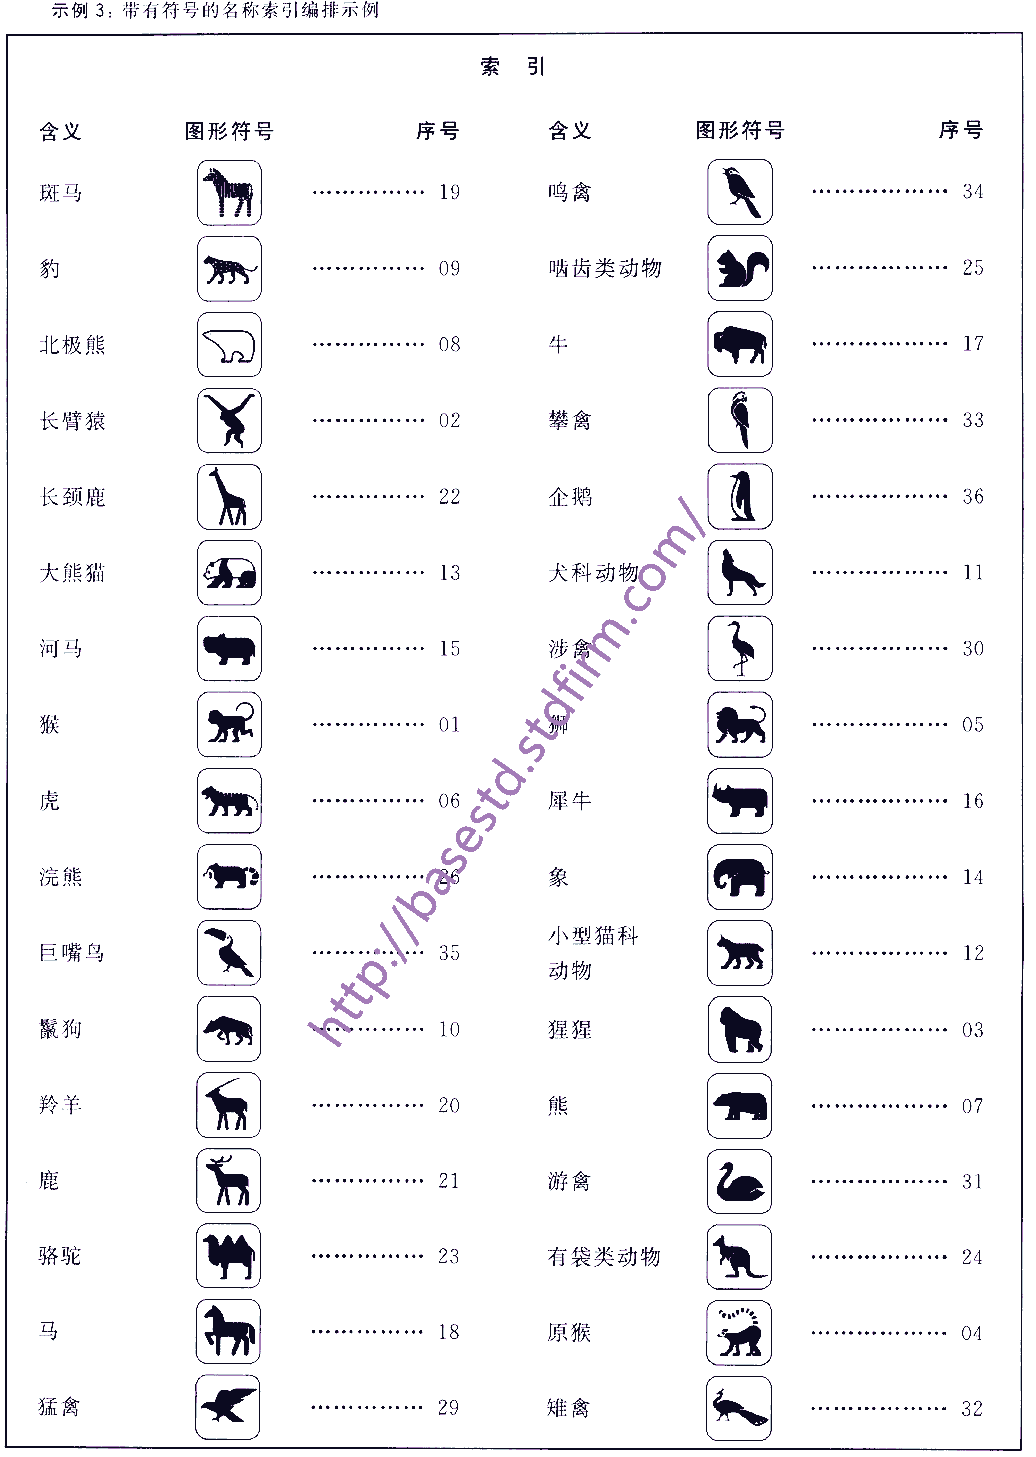 示例 3：带有符号的名称索引编排示例
索 引
含义 图形符号 序号 含义 图形符号 序号
斑马 …………… 19 鸣禽 ……………… 34
豹 …………… 09 啮齿类动物 ……………… 25
北极熊 …………… 08 牛 ……………… 17
长臂猿 …………… 02 攀禽 ……………… 33
长颈鹿 …………… 22 企鹅 ……………… 36
大熊猫 …………… 13 犬科动物 ……………… 11
河马 …………… 15 涉禽 ……………… 30
猴 …………… 01 狮 ……………… 05
虎 …………… 06 犀牛 ……………… 16
浣熊 …………… 26 象 ……………… 14
巨嘴鸟 …………… 35 小型猫科
动物 ……………… 12
鬣狗 …………… 10 猩猩 ……………… 03
羚羊 …………… 20 熊 ……………… 07
鹿 …………… 21 游禽 ……………… 31
骆驼 …………… 23 有袋类动物 ……………… 24
马 …………… 18 原猴 ……………… 04
猛禽 …………… 29 雉禽 ……………… 32
http://basestd.stdfirm.com/